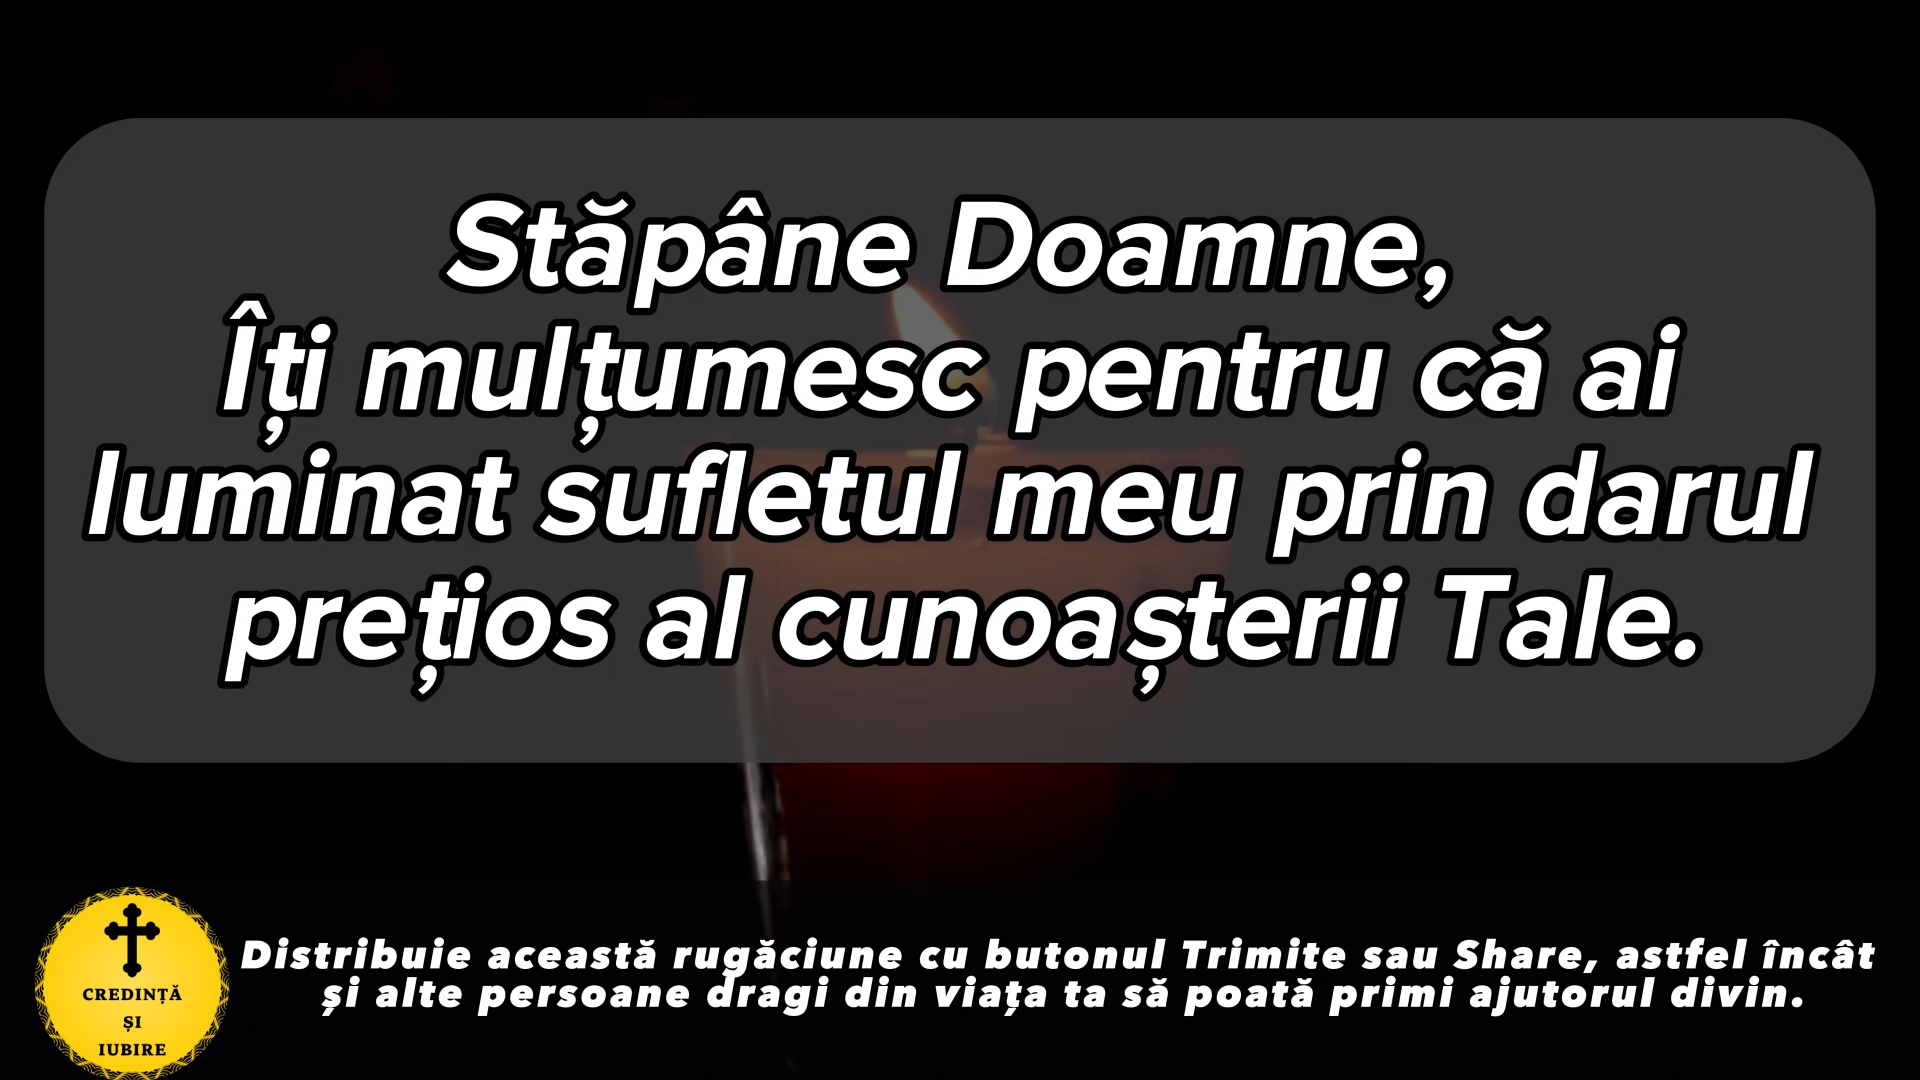 Stăpâne Doamne,
Îți mulțumesc pentru că ai
luminat sufletul meu prin darul
prețios al cunoașterii Tale.
CREDINȚĂ
ȘI
IUBIRE
Distribuie această rugăciune cu butonul Trimite sau Share, astfel încât
și alte persoane dragi din viața ta să poată primi ajutorul divin.